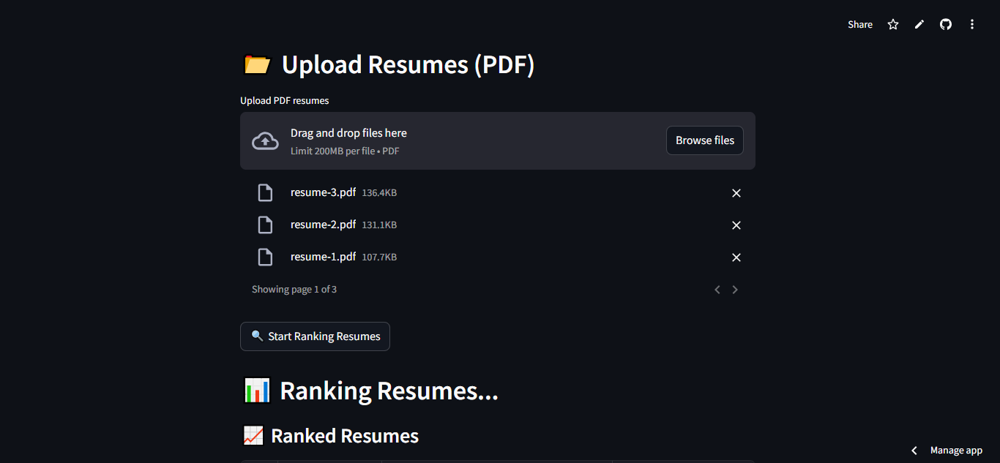 Share
Upload Resumes (PDF)
Upload PDF resumes
Drag and drop files here
Limit 200MB per file • PDF
Browse files
resume-3.pdf 136.4KB
resume-2.pdf 131.1KB
resume-1.pdf 107.7KB
Showing page 1 of 3
Start Ranking Resumes
Ranking Resumes...
Ranked Resumes
Manage app